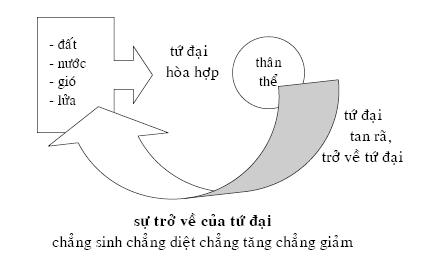 - đất
- nước
- gió
- lửa
tứ đại
hòa hợp
thân
thể
tứ đại
tan rã,
trở về tứ đại
sự trở về của tứ đại
chẳng sinh chẳng diệt chẳng tăng chẳng giảm